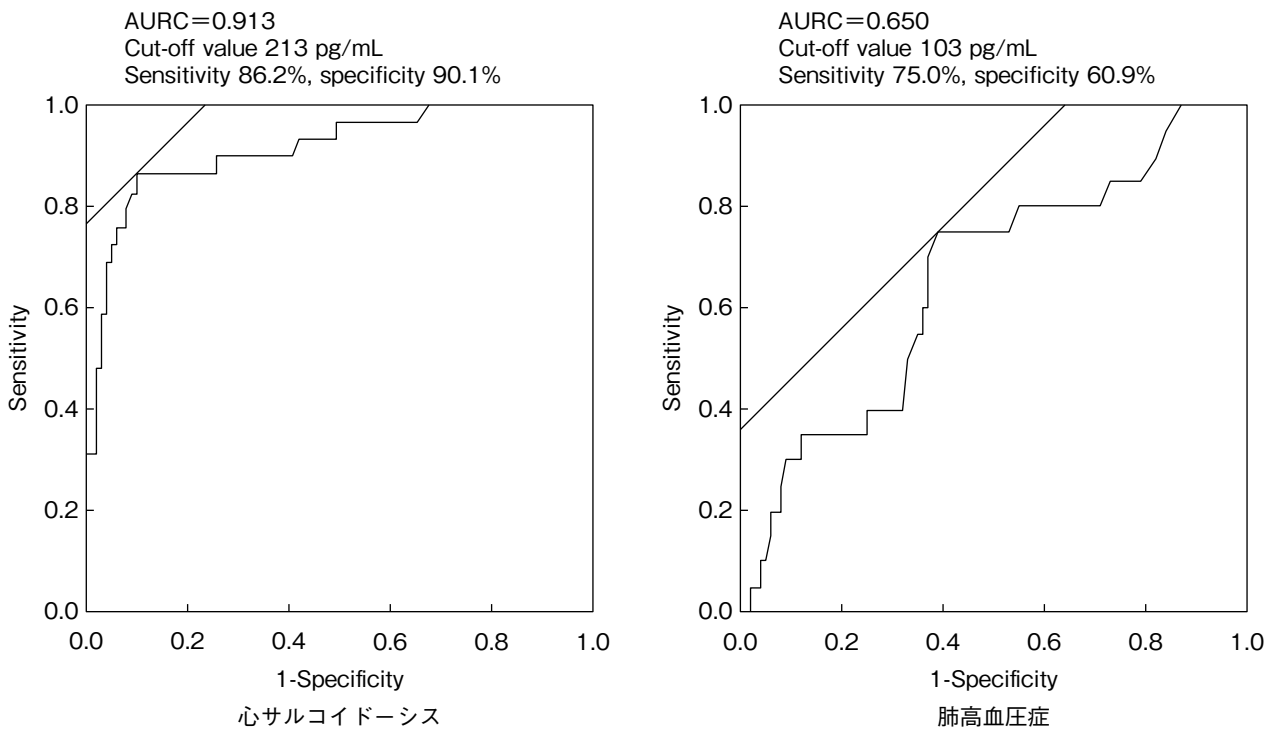 AURC＝0.913
Cut-off value 213 pg/mL
Sensitivity 86.2%, specificity 90.1%
1.0
0.8
0.6
0.4
0.2
0.0
Sensitivity
0.0 0.2 0.4 0.6 0.8 1.0
1-Specificity
心サルコイドーシス
AURC＝0.650
Cut-off value 103 pg/mL
Sensitivity 75.0%, specificity 60.9%
1.0
0.8
0.6
0.4
0.2
0.0
Sensitivity
0.0 0.2 0.4 0.6 0.8 1.0
1-Specificity
肺高血圧症